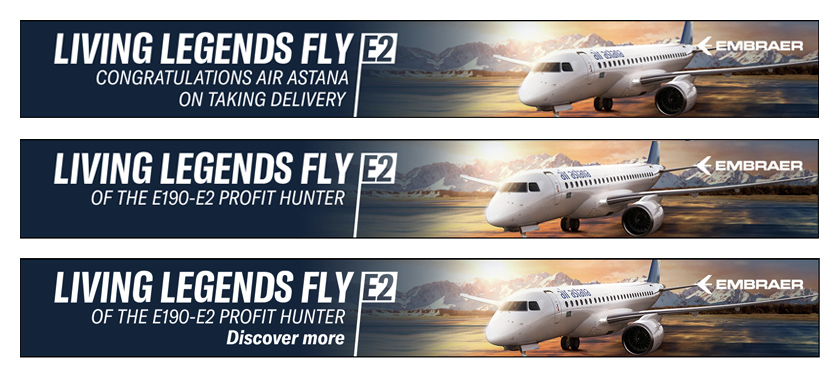 LIVING LEGENDS FLY E2
CONGRATULATIONS AIR ASTANA
ON TAKING DELIVERY
air astana
EMBRAER
LIVING LEGENDS FLY E2
OF THE E190-E2 PROFIT HUNTER
air astana
EMBRAER
LIVING LEGENDS FLY E2
OF THE E190-E2 PROFIT HUNTER
Discover more
air astana
EMBRAER